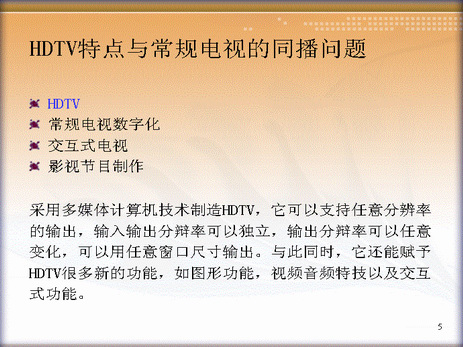 HDTV特点与常规电视的同播问题
HDTV
常规电视数字化
交互式电视
影视节目制作
采用多媒体计算机技术制造HDTV，它可以支持任意分辨率
的输出，输入输出分辩率可以独立，输出分辩率可以任意
变化，可以用任意窗口尺寸输出。与此同时，它还能赋予
HDTV很多新的功能，如图形功能，视频音频特技以及交互
式功能。
5